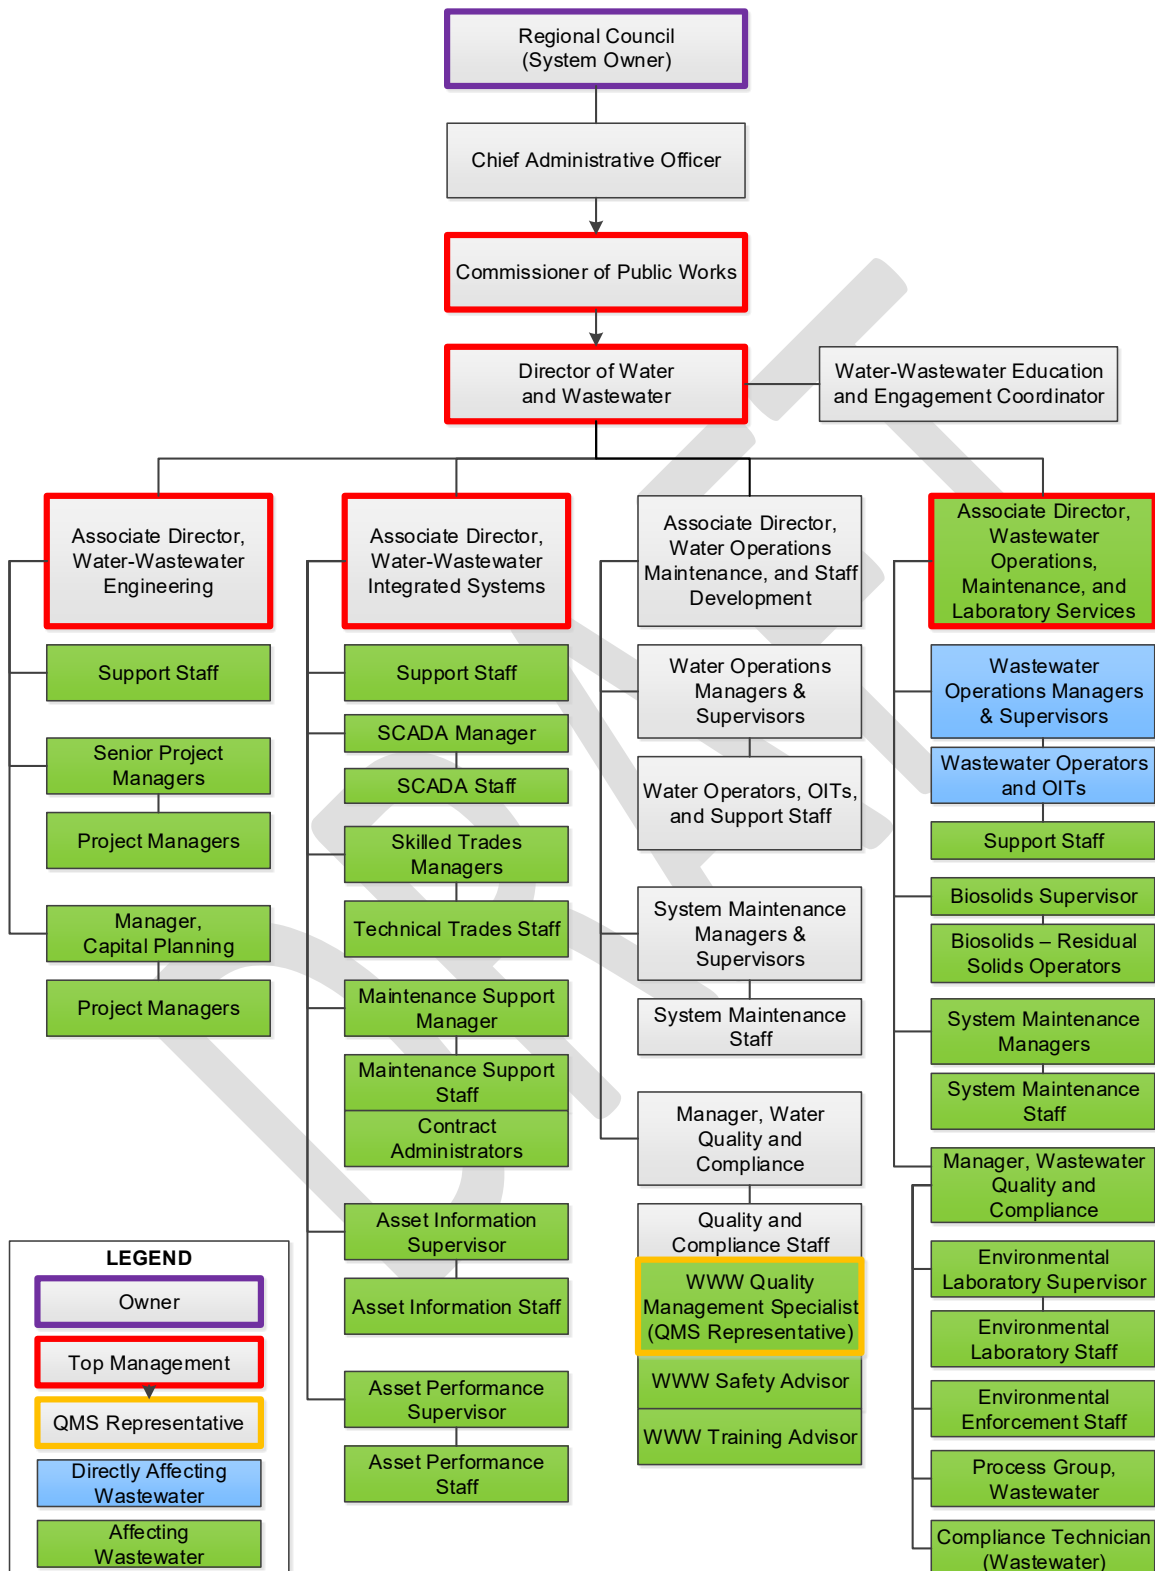 Regional Council
(System Owner)
Chief Administrative Officer
Commissioner of Public Works
Director of Water
and Wastewater
Water-Wastewater Education
and Engagement Coordinator
Associate Director,
Water-Wastewater
Engineering
Support Staff
Senior Project
Managers
Project Managers
Manager,
Capital Planning
Project Managers
Associate Director,
Water-Wastewater
Integrated Systems
Support Staff
SCADA Manager
SCADA Staff
Skilled Trades
Managers
Technical Trades Staff
Maintenance Support
Manager
Maintenance Support
Staff
Contract
Administrators
Asset Information
Supervisor
Asset Information Staff
Asset Performance
Supervisor
Asset Performance
Staff
Associate Director,
Water Operations
Maintenance, and Staff
Development
Water Operations
Managers &
Supervisors
Water Operators, OITs,
and Support Staff
System Maintenance
Managers &
Supervisors
System Maintenance
Staff
Manager, Water
Quality and
Compliance
Quality and
Compliance Staff
WWW Quality
Management Specialist
(QMS Representative)
WWW Safety Advisor
WWW Training Advisor
Associate Director,
Wastewater
Operations,
Maintenance, and
Laboratory Services
Wastewater
Operations Managers
& Supervisors
Wastewater Operators
and OITs
Support Staff
Biosolids Supervisor
Biosolids – Residual
Solids Operators
System Maintenance
Managers
System Maintenance
Staff
Manager, Wastewater
Quality and
Compliance
Environmental
Laboratory Supervisor
Environmental
Laboratory Staff
Environmental
Enforcement Staff
Process Group,
Wastewater
Compliance Technician
(Wastewater)
LEGEND
Owner
Top Management
QMS Representative
Directly Affecting
Wastewater
Affecting
Wastewater
DRAFT